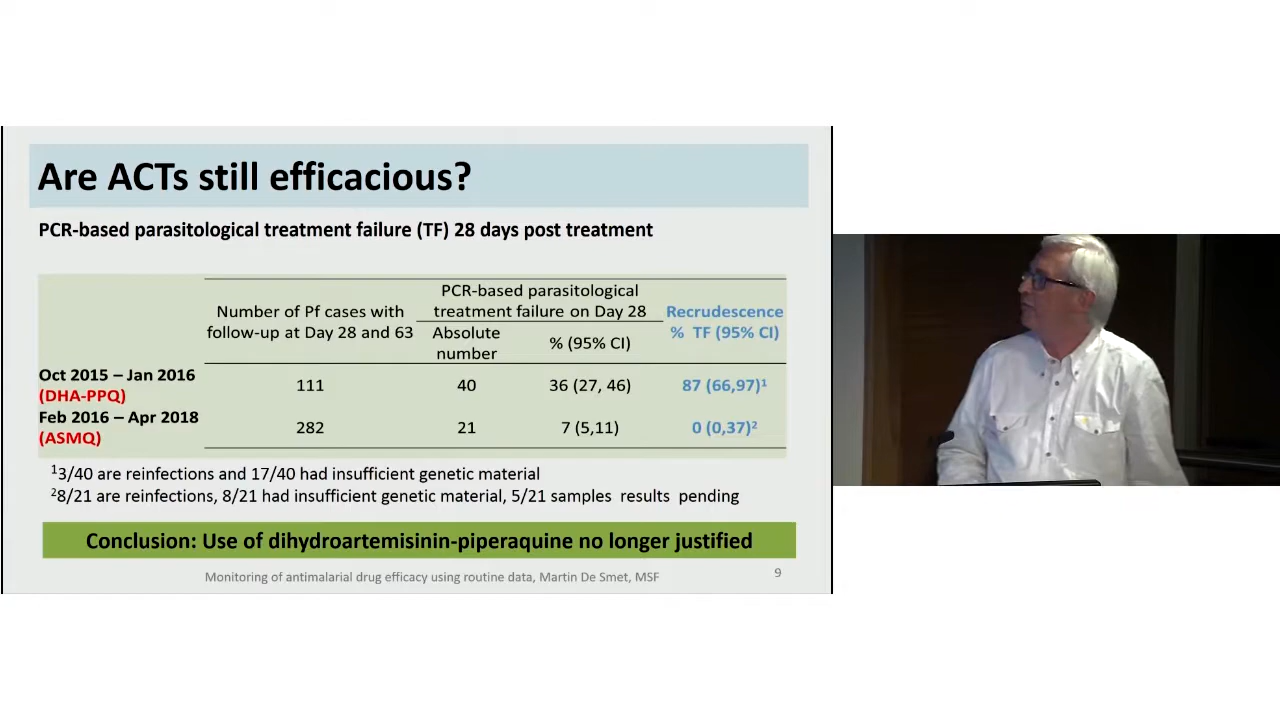 Are ACTs still efficacious?
PCR-based parasitological treatment failure (TF) 28 days post treatment
Number of Pf cases with follow-up at Day 28 and 63
PCR-based parasitological treatment failure on Day 28
Recrudescence % TF (95% CI)
Absolute number
% (95% CI)
Oct 2015 – Jan 2016 (DHA-PPQ)
111
40
36 (27, 46)
87 (66,97)¹
Feb 2016 – Apr 2018 (ASMQ)
282
21
7 (5,11)
0 (0,37)²
¹3/40 are reinfections and 17/40 had insufficient genetic material
²8/21 are reinfections, 8/21 had insufficient genetic material, 5/21 samples results pending
Conclusion: Use of dihydroartemisinin-piperaquine no longer justified
Monitoring of antimalarial drug efficacy using routine data, Martin De Smet, MSF
9